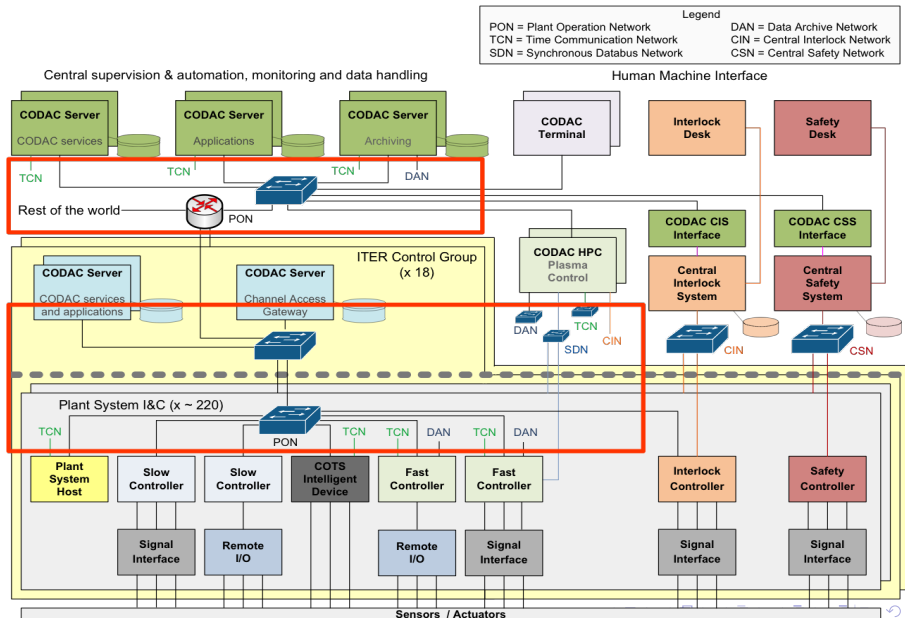 Legend
PON = Plant Operation Network
DAN = Data Archive Network
TCN = Time Communication Network
CIN = Central Interlock Network
SDN = Synchronous Databus Network
CSN = Central Safety Network
Central supervision & automation, monitoring and data handling
Human Machine Interface
CODAC Server
CODAC services
CODAC Server
Applications
CODAC Server
Archiving
CODAC
Terminal
Interlock
Desk
Safety
Desk
TCN
TCN
TCN
DAN
Rest of the world
PON
CODAC CIS
Interface
CODAC CSS
Interface
ITER Control Group
(x 18)
CODAC HPC
Plasma
Control
Central
Interlock
System
Central
Safety
System
CODAC Server
CODAC services
and applications
CODAC Server
Channel Access
Gateway
DAN
TCN
SDN
CIN
CIN
CSN
Plant System I&C (x ~ 220)
TCN
PON
TCN
TCN
DAN
TCN
DAN
Plant
System
Host
Slow
Controller
Slow
Controller
COTS
Intelligent
Device
Fast
Controller
Fast
Controller
Interlock
Controller
Safety
Controller
Signal
Interface
Remote
I/O
Remote
I/O
Signal
Interface
Signal
Interface
Signal
Interface
Sensors / Actuators